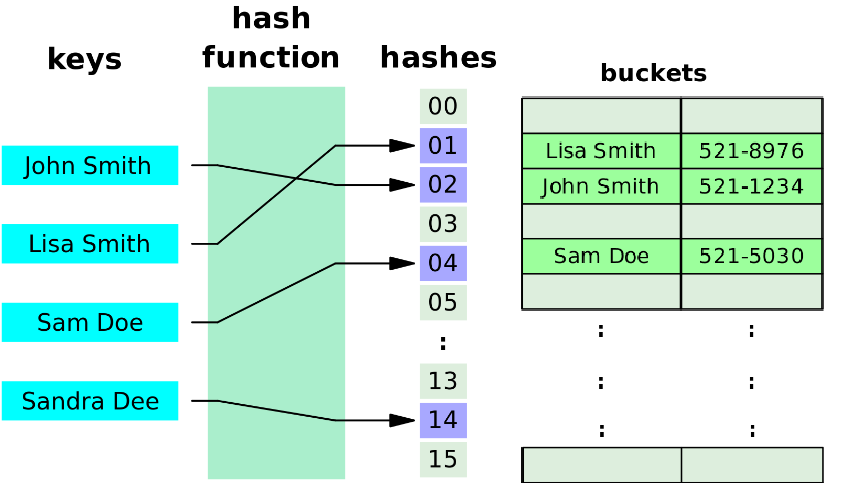 keys
hash
function
hashes
buckets
John Smith
Lisa Smith
Sam Doe
Sandra Dee
00
01
02
03
04
05
:
13
14
15
Lisa Smith 521-8976
John Smith 521-1234
Sam Doe 521-5030
: :
: :
: :